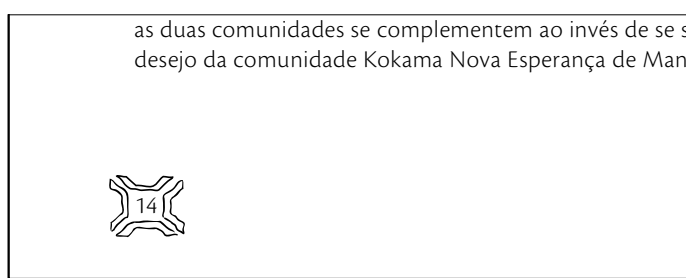 as duas comunidades se complementem ao invés de se
desejo da comunidade Kokama Nova Esperança de
14